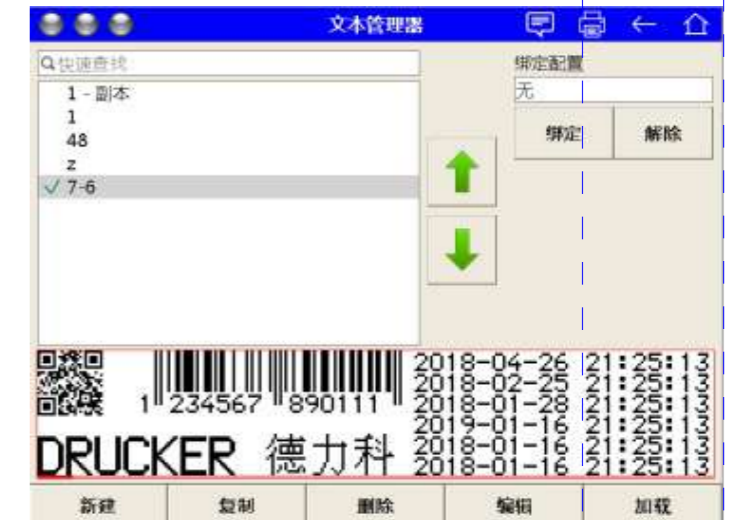 文本管理器
快速查找
1 - 副本
1
48
z
7-6
绑定配置
无
绑定 解除
1 234567 890111
DRUCKER 德力科
2018-04-26 21:25:13
2018-02-25 21:25:13
2018-01-28 21:25:13
2019-01-16 21:25:13
2018-01-16 21:25:13
2018-01-16 21:25:13
新建 复制 删除 编辑 加载